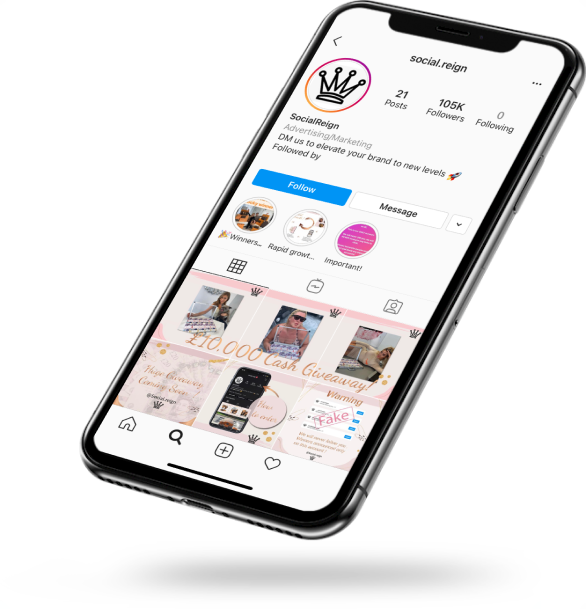 social.reign
21
Posts
105K
Followers
0
Following
SocialReign
Advertising/Marketing
DM us to elevate your brand to new levels 🚀
Followed by
Follow
Message
🎉Winners...
Rapid growt...
Important!
£10,000 Cash Giveaway!
Huge Giveaway
Coming Soon
@Social.reign
Warning
Fake